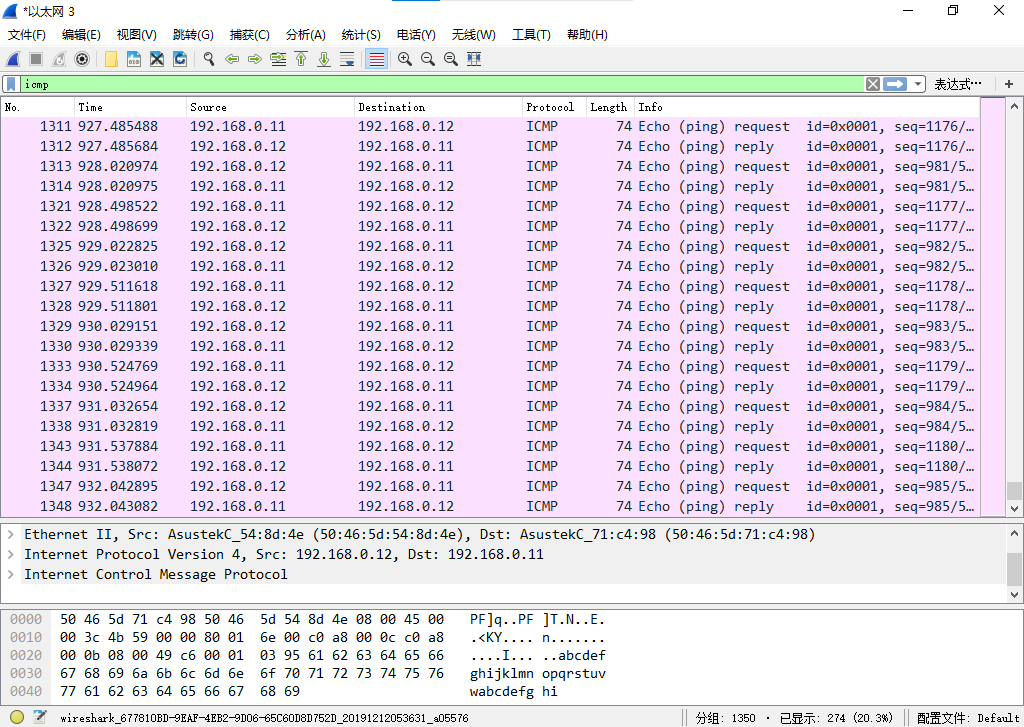 *以太网 3
文件(F) 编辑(E) 视图(V) 跳转(G) 捕获(C) 分析(A) 统计(S) 电话(Y) 无线(W) 工具(T) 帮助(H)
icmp 表达式… +
No. Time Source Destination Protocol Length Info
1311 927.485488 192.168.0.11 192.168.0.12 ICMP 74 Echo (ping) request id=0x0001, seq=1176/…
1312 927.485684 192.168.0.12 192.168.0.11 ICMP 74 Echo (ping) reply id=0x0001, seq=1176/…
1313 928.020974 192.168.0.12 192.168.0.11 ICMP 74 Echo (ping) request id=0x0001, seq=981/5…
1314 928.020975 192.168.0.11 192.168.0.12 ICMP 74 Echo (ping) reply id=0x0001, seq=981/5…
1321 928.498522 192.168.0.11 192.168.0.12 ICMP 74 Echo (ping) request id=0x0001, seq=1177/…
1322 928.498699 192.168.0.12 192.168.0.11 ICMP 74 Echo (ping) reply id=0x0001, seq=1177/…
1325 929.022825 192.168.0.12 192.168.0.11 ICMP 74 Echo (ping) request id=0x0001, seq=982/5…
1326 929.023010 192.168.0.11 192.168.0.12 ICMP 74 Echo (ping) reply id=0x0001, seq=982/5…
1327 929.511618 192.168.0.11 192.168.0.12 ICMP 74 Echo (ping) request id=0x0001, seq=1178/…
1328 929.511801 192.168.0.12 192.168.0.11 ICMP 74 Echo (ping) reply id=0x0001, seq=1178/…
1329 930.029151 192.168.0.12 192.168.0.11 ICMP 74 Echo (ping) request id=0x0001, seq=983/5…
1330 930.029339 192.168.0.11 192.168.0.12 ICMP 74 Echo (ping) reply id=0x0001, seq=983/5…
1333 930.524769 192.168.0.11 192.168.0.12 ICMP 74 Echo (ping) request id=0x0001, seq=1179/…
1334 930.524964 192.168.0.12 192.168.0.11 ICMP 74 Echo (ping) reply id=0x0001, seq=1179/…
1337 931.032654 192.168.0.12 192.168.0.11 ICMP 74 Echo (ping) request id=0x0001, seq=984/5…
1338 931.032819 192.168.0.11 192.168.0.12 ICMP 74 Echo (ping) reply id=0x0001, seq=984/5…
1343 931.537884 192.168.0.11 192.168.0.12 ICMP 74 Echo (ping) request id=0x0001, seq=1180/…
1344 931.538072 192.168.0.12 192.168.0.11 ICMP 74 Echo (ping) reply id=0x0001, seq=1180/…
1347 932.042895 192.168.0.12 192.168.0.11 ICMP 74 Echo (ping) request id=0x0001, seq=985/5…
1348 932.043082 192.168.0.11 192.168.0.12 ICMP 74 Echo (ping) reply id=0x0001, seq=985/5…
Ethernet II, Src: AsustekC_54:8d:4e (50:46:5d:54:8d:4e), Dst: AsustekC_71:c4:98 (50:46:5d:71:c4:98)
Internet Protocol Version 4, Src: 192.168.0.12, Dst: 192.168.0.11
Internet Control Message Protocol
0000 50 46 5d 71 c4 98 50 46 5d 54 8d 4e 08 00 45 00 PF]q..PF ]T.N..E.
0010 00 3c 4b 59 00 00 80 01 6e 00 c0 a8 00 0c c0 a8 .<KY.... n.......
0020 00 0b 08 00 49 c6 00 01 03 95 61 62 63 64 65 66 ....I... ..abcdef
0030 67 68 69 6a 6b 6c 6d 6e 6f 70 71 72 73 74 75 76 ghijklmn opqrstuv
0040 77 61 62 63 64 65 66 67 68 69 wabcdefg hi
wireshark_677810BD-9EAF-4EB2-9D06-65C60D8D752D_20191212053631_a05576 分组: 1350 · 已显示: 274 (20.3%) 配置文件: Default